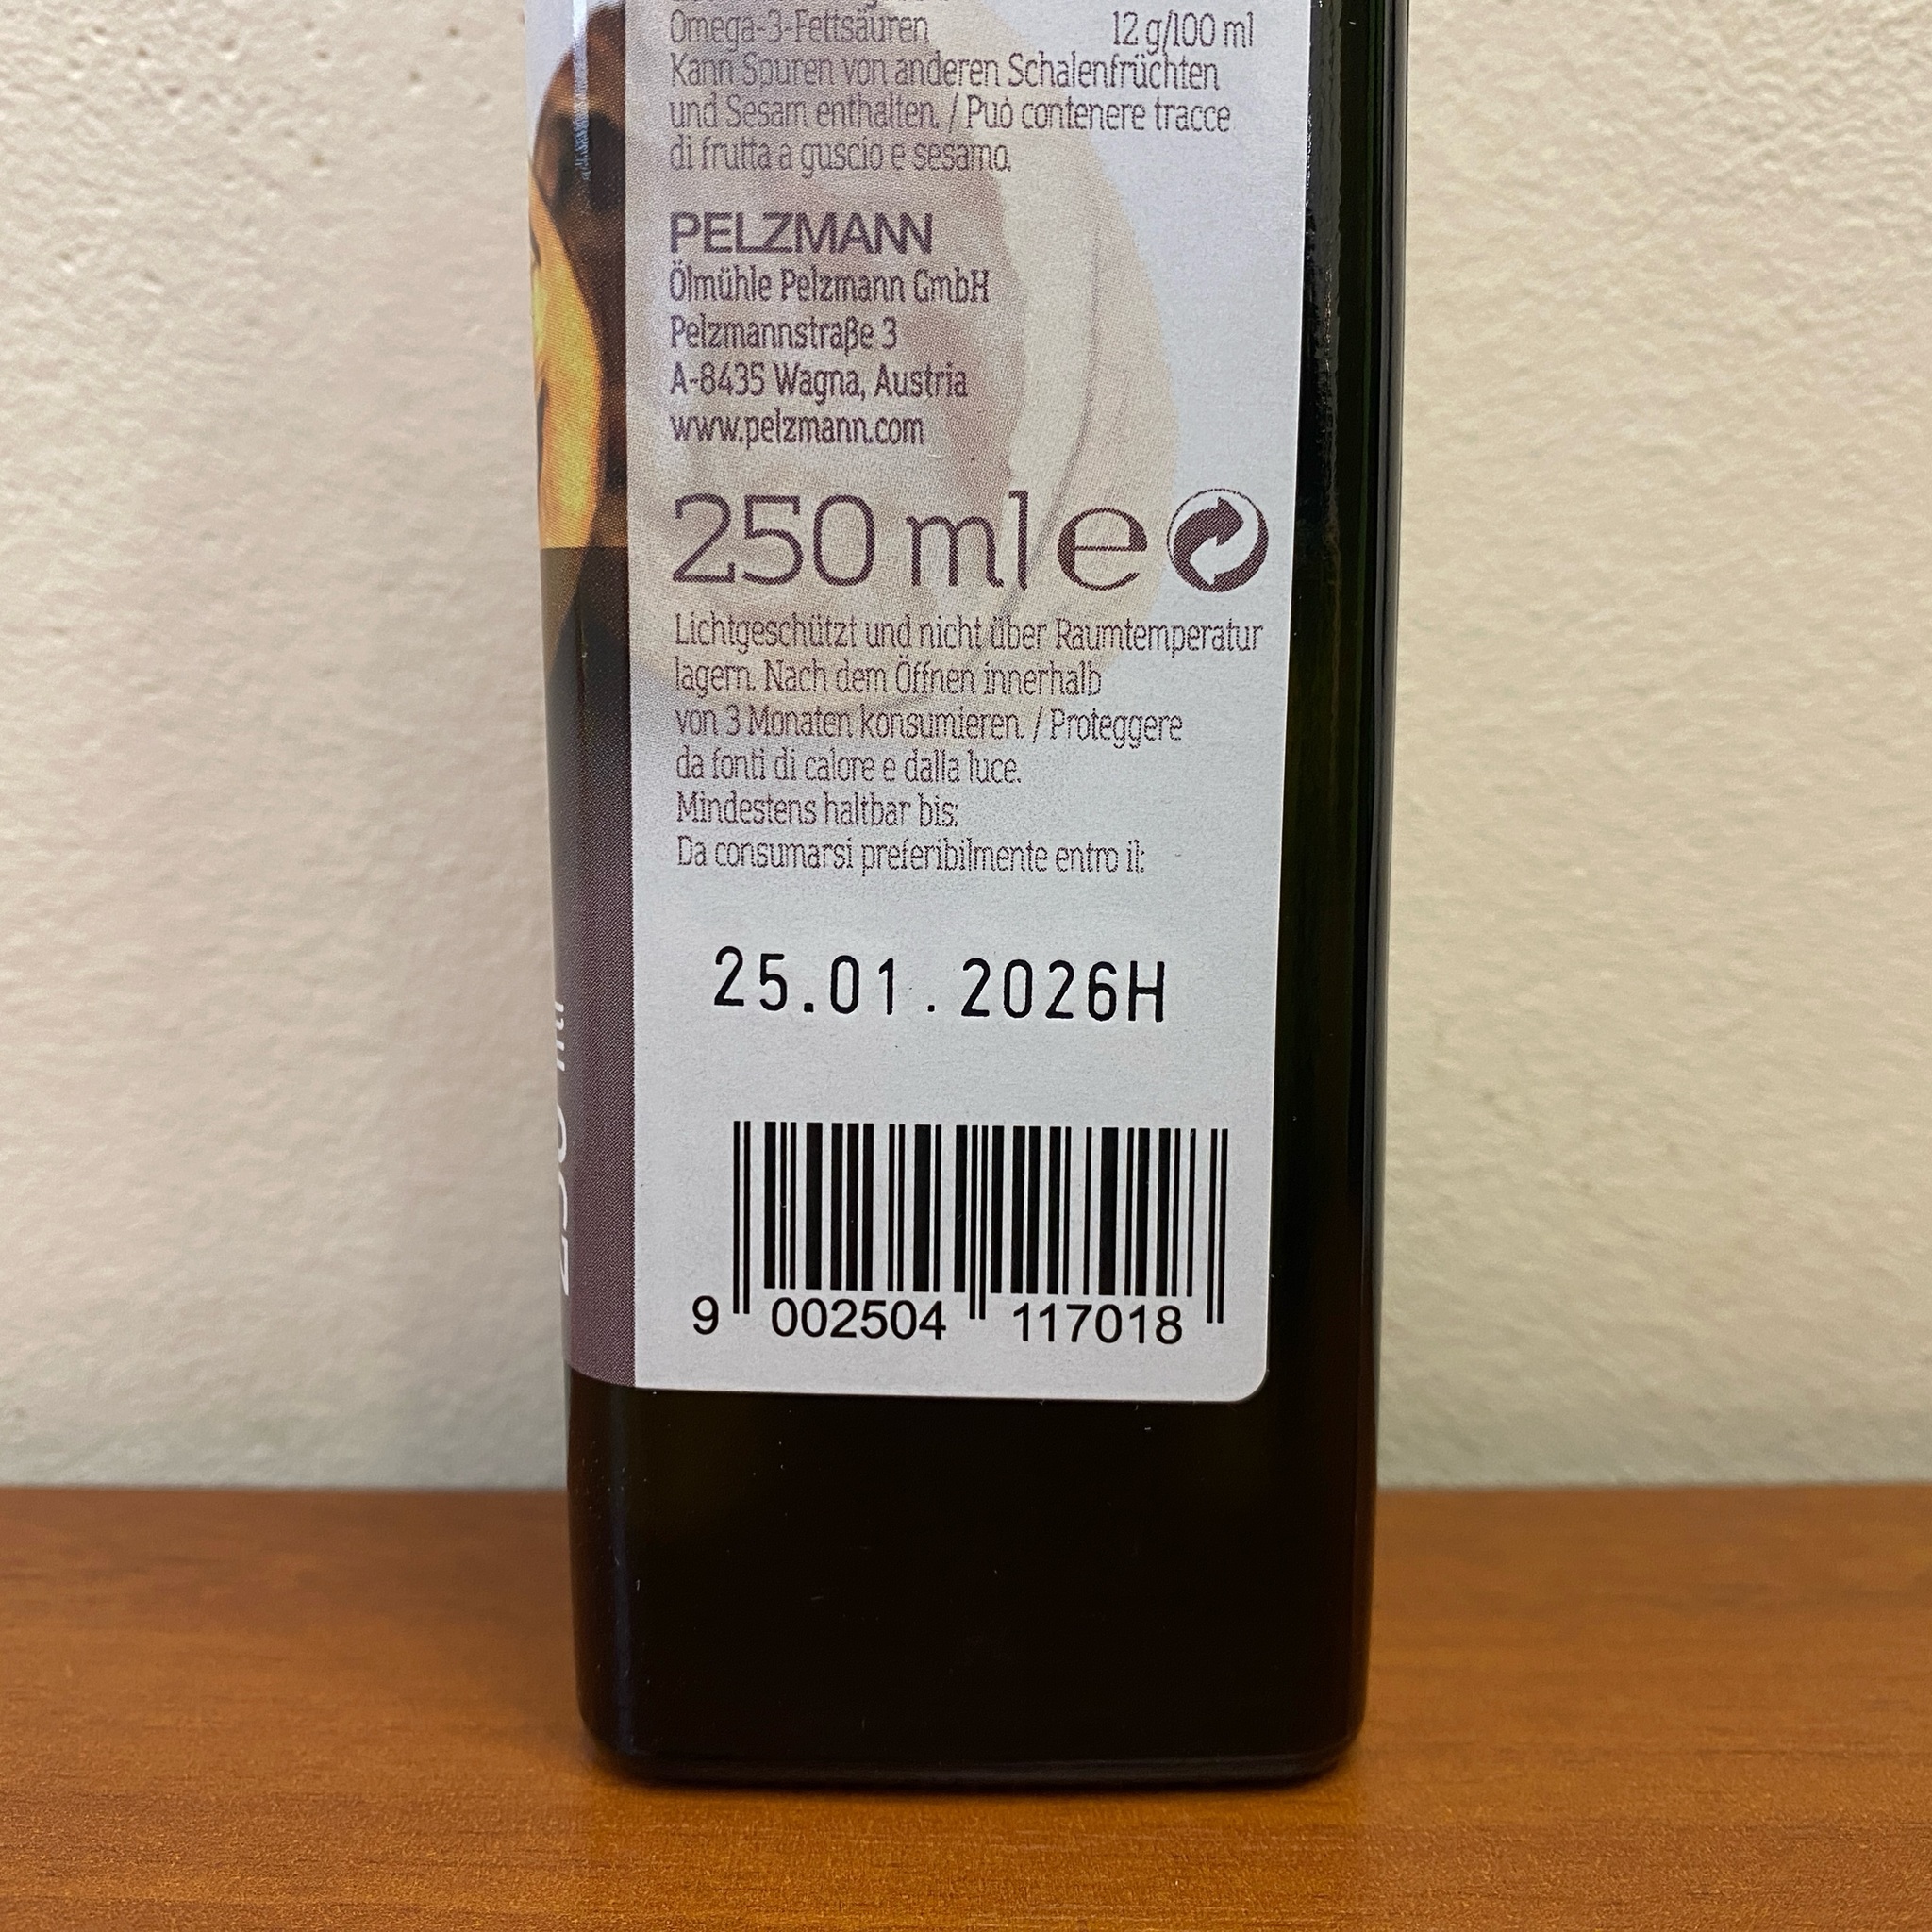 Omega-3-Fettsäuren 12 g/100 ml
Kann Spuren von anderen Schalenfrüchten
und Sesam enthalten. / Può contenere tracce
di frutta a guscio e sesamo.
PELZMANN
Ölmühle Pelzmann GmbH
Pelzmannstraße 3
A-8435 Wagna, Austria
www.pelzmann.com
250 ml e
Lichtgeschützt und nicht über Raumtemperatur
lagern. Nach dem Öffnen innerhalb
von 3 Monaten konsumieren. / Proteggere
da fonti di calore e dalla luce.
Mindestens haltbar bis:
Da consumarsi preferibilmente entro il:
25.01.2026H
9 002504 117018
250 ml